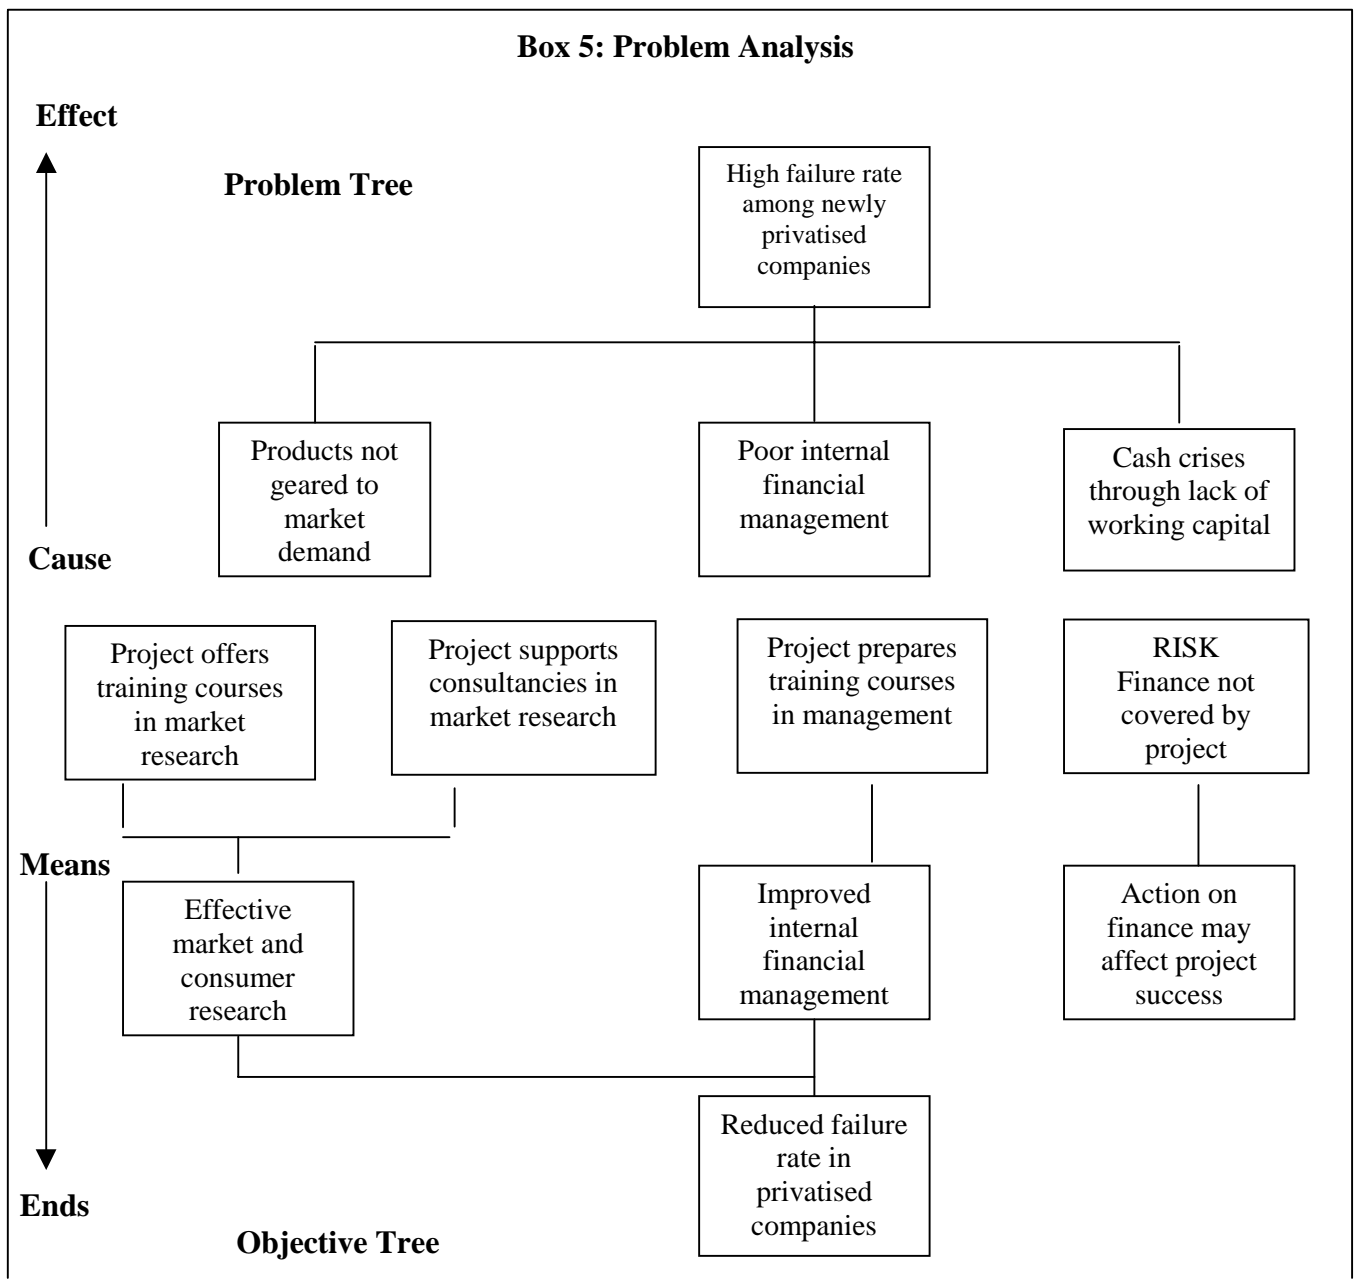 Box 5: Problem Analysis
Effect
Problem Tree
High failure rate
among newly
privatised
companies
Products not
geared to
market
demand
Poor internal
financial
management
Cash crises
through lack of
working capital
Cause
Project offers
training courses
in market
research
Project supports
consultancies in
market research
Project prepares
training courses
in management
RISK
Finance not
covered by
project
Means
Effective
market and
consumer
research
Improved
internal
financial
management
Action on
finance may
affect project
success
Reduced failure
rate in
privatised
companies
Ends
Objective Tree